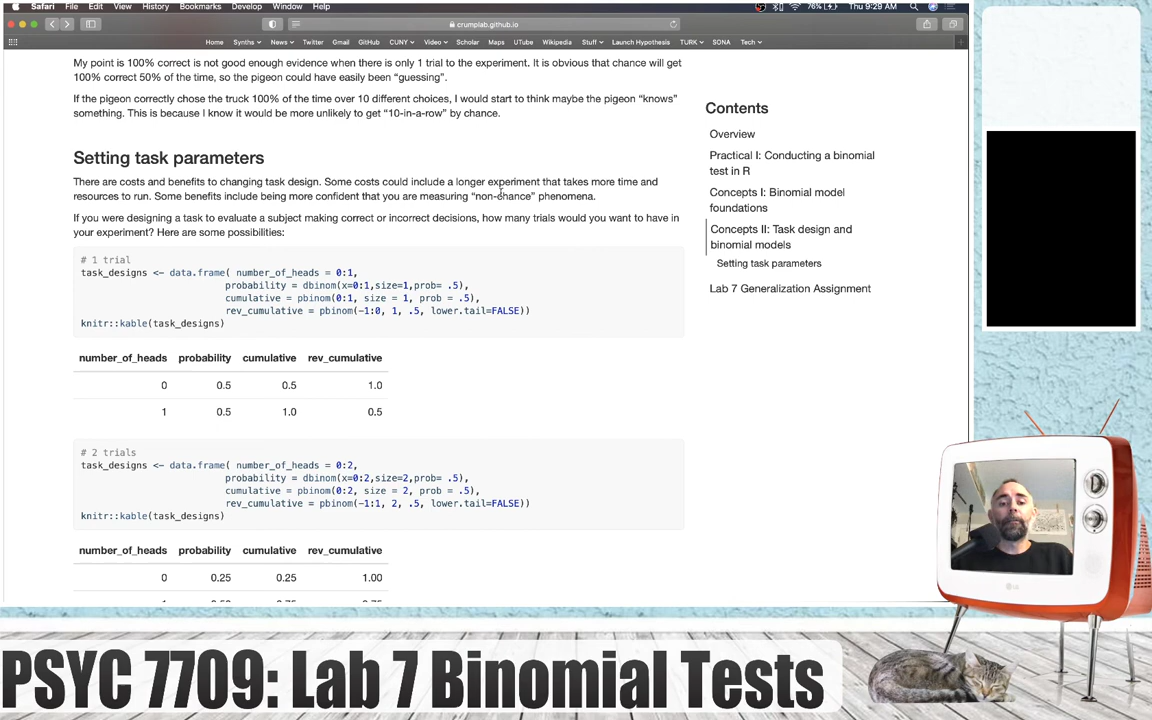 Safari File Edit View History Bookmarks Develop Window Help
76% Thu 9:29 AM
crumplab.github.io
Home Synths News Twitter Gmail GitHub CUNY Video Scholar Maps UTube Wikipedia Stuff Launch Hypothesis TURK SONA Tech
My point is 100% correct is not good enough evidence when there is only 1 trial to the experiment. It is obvious that chance will get
100% correct 50% of the time, so the pigeon could have easily been “guessing”.
If the pigeon correctly chose the truck 100% of the time over 10 different choices, I would start to think maybe the pigeon “knows”
something. This is because I know it would be more unlikely to get “10-in-a-row” by chance.
Setting task parameters
There are costs and benefits to changing task design. Some costs could include a longer experiment that takes more time and
resources to run. Some benefits include being more confident that you are measuring “non-chance” phenomena.
If you were designing a task to evaluate a subject making correct or incorrect decisions, how many trials would you want to have in
your experiment? Here are some possibilities:
# 1 trial
task_designs <- data.frame( number_of_heads = 0:1,
probability = dbinom(x=0:1,size=1,prob= .5),
cumulative = pbinom(0:1, size = 1, prob = .5),
rev_cumulative = pbinom(-1:0, 1, .5, lower.tail=FALSE))
knitr::kable(task_designs)
number_of_heads probability cumulative rev_cumulative
0 0.5 0.5 1.0
1 0.5 1.0 0.5
# 2 trials
task_designs <- data.frame( number_of_heads = 0:2,
probability = dbinom(x=0:2,size=2,prob= .5),
cumulative = pbinom(0:2, size = 2, prob = .5),
rev_cumulative = pbinom(-1:1, 2, .5, lower.tail=FALSE))
knitr::kable(task_designs)
number_of_heads probability cumulative rev_cumulative
0 0.25 0.25 1.00
Contents
Overview
Practical I: Conducting a binomial
test in R
Concepts I: Binomial model
foundations
Concepts II: Task design and
binomial models
Setting task parameters
Lab 7 Generalization Assignment
LG
PSYC 7709: Lab 7 Binomial Tests